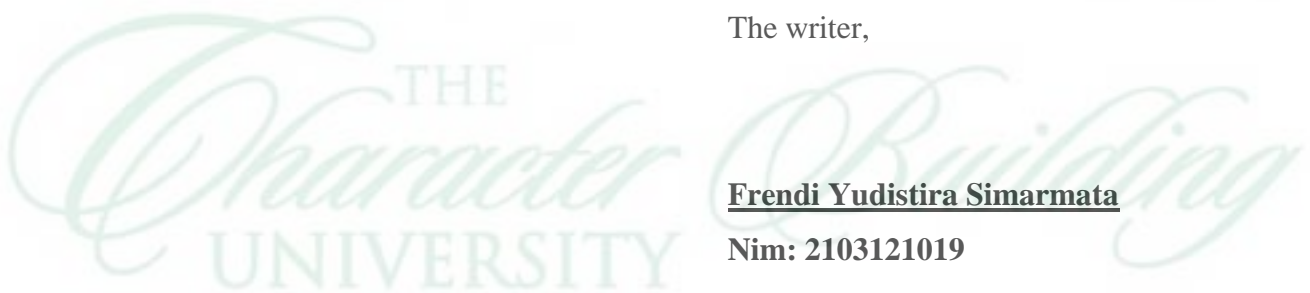 The writer,
THE
Character Building
UNIVERSITY
Frendi Yudistira Simarmata
Nim: 2103121019